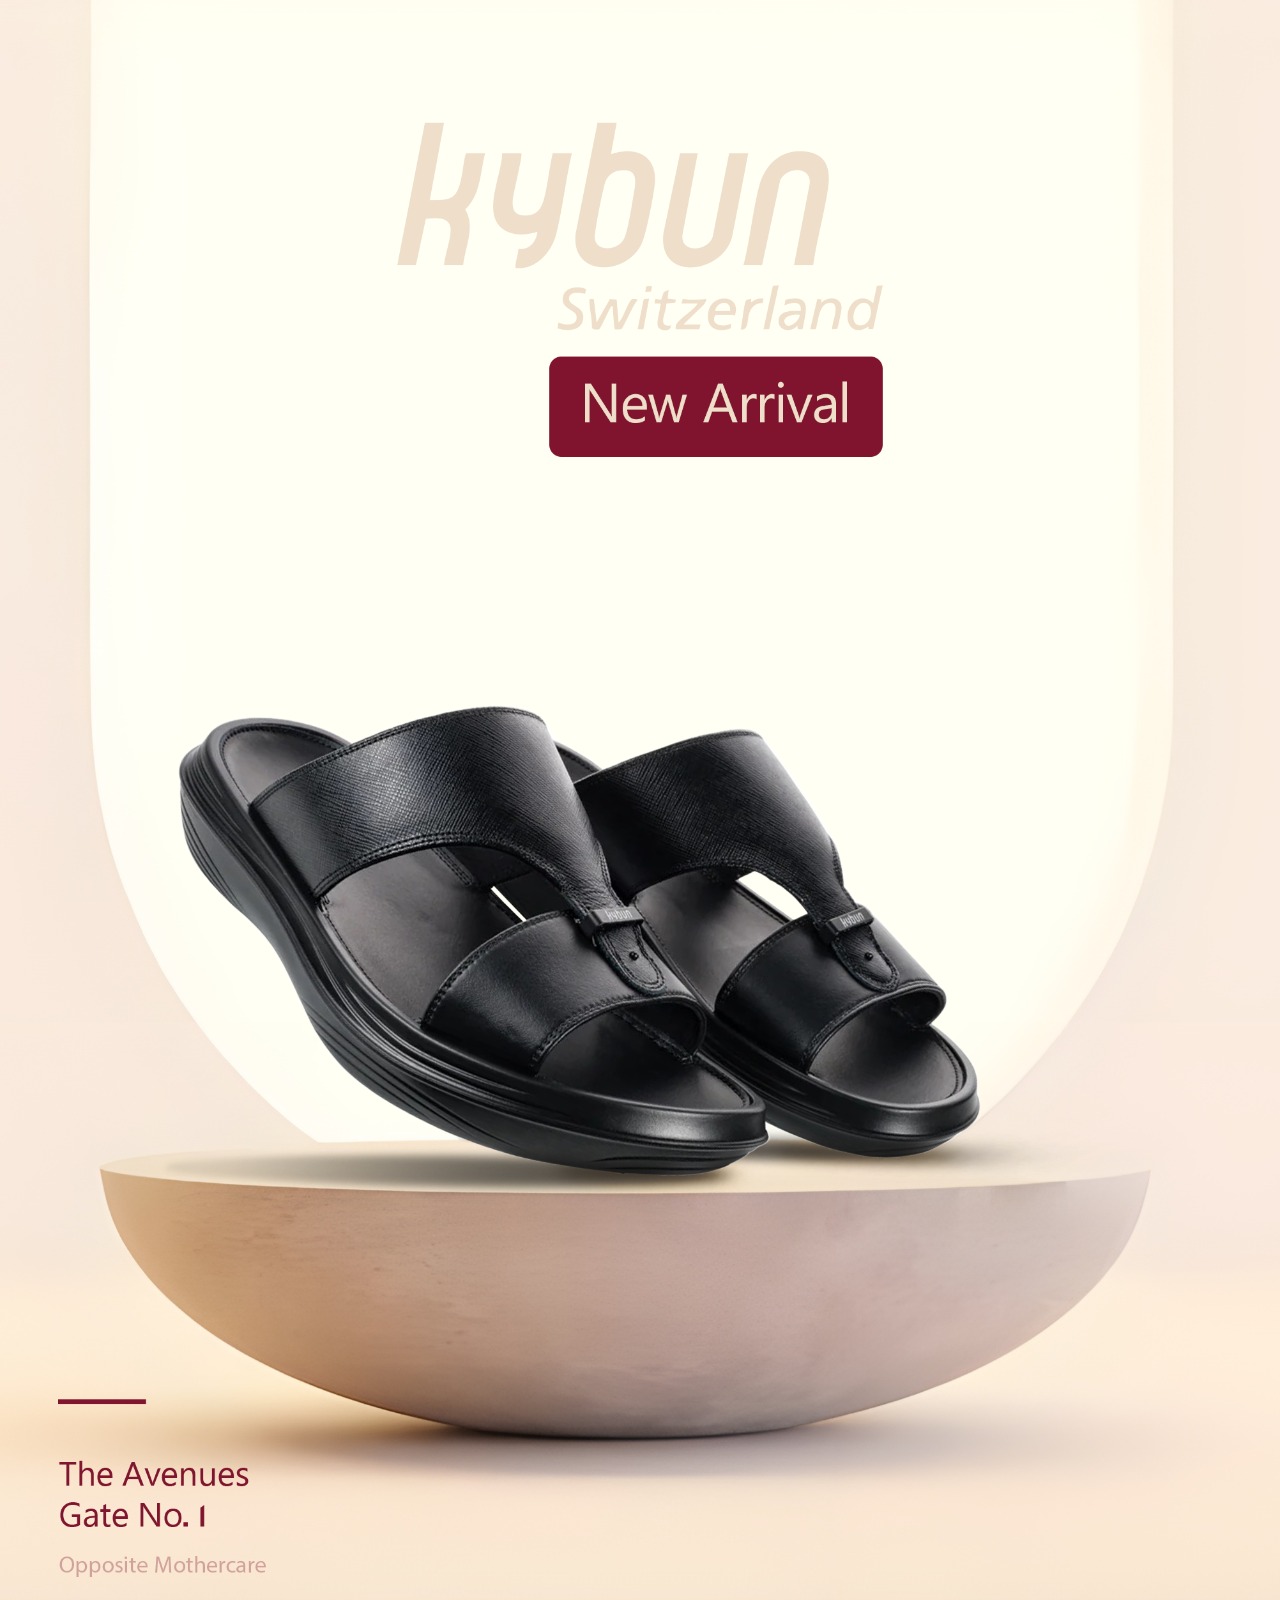 kybun
Switzerland
New Arrival
kybun
kybun
The Avenues
Gate No. 1
Opposite Mothercare